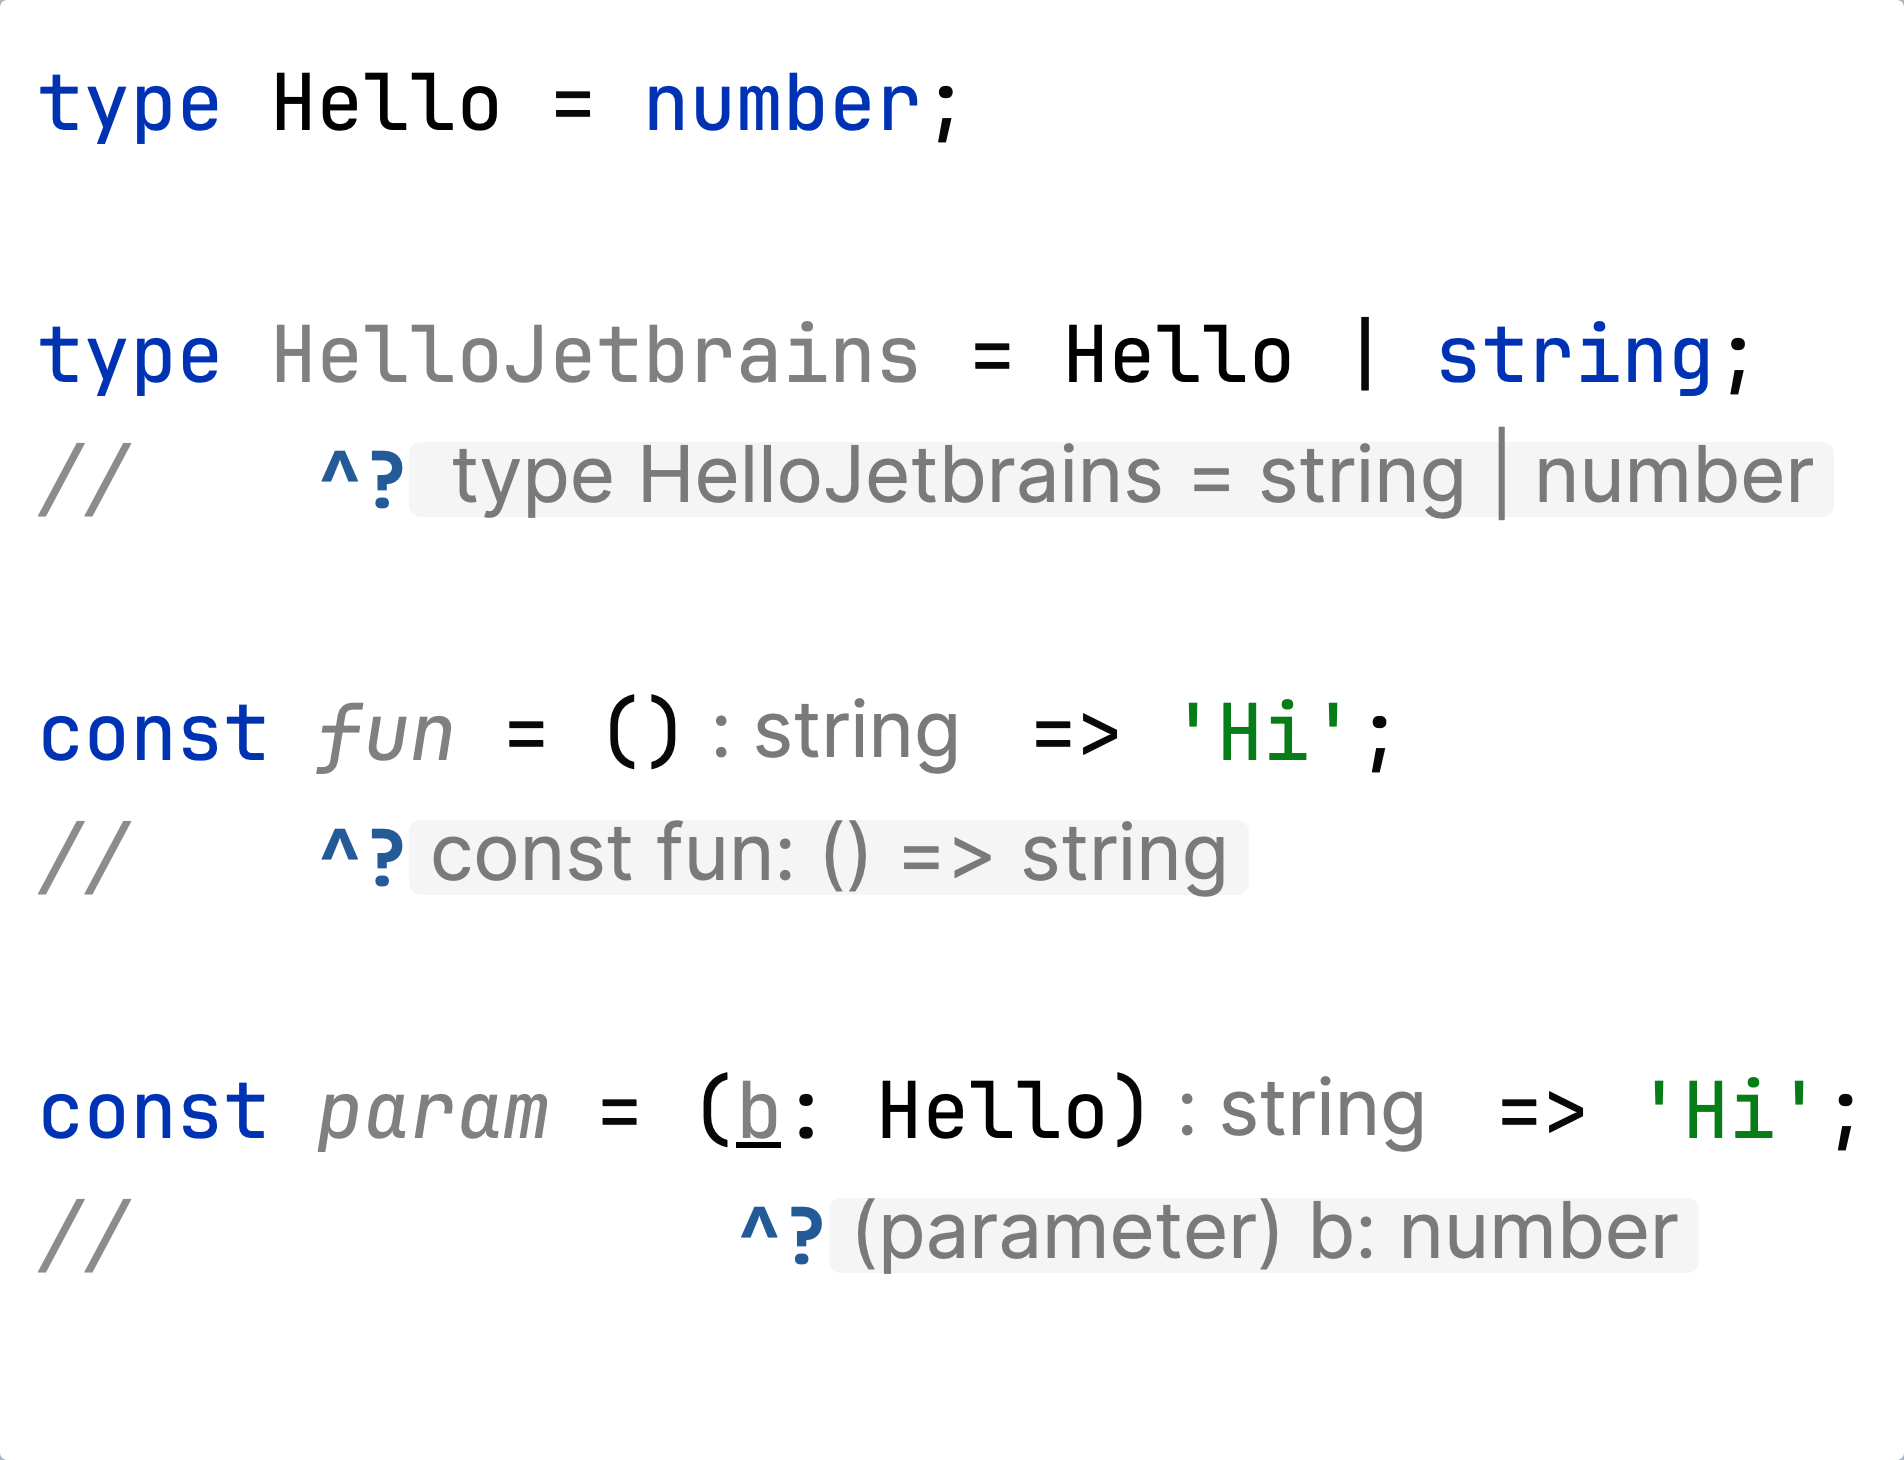 type Hello = number;
type HelloJetbrains = Hello | string;
//    ^? type HelloJetbrains = string | number
const fun = () : string => 'Hi';
//    ^? const fun: () => string
const param = (b: Hello) : string => 'Hi';
//             ^? (parameter) b: number